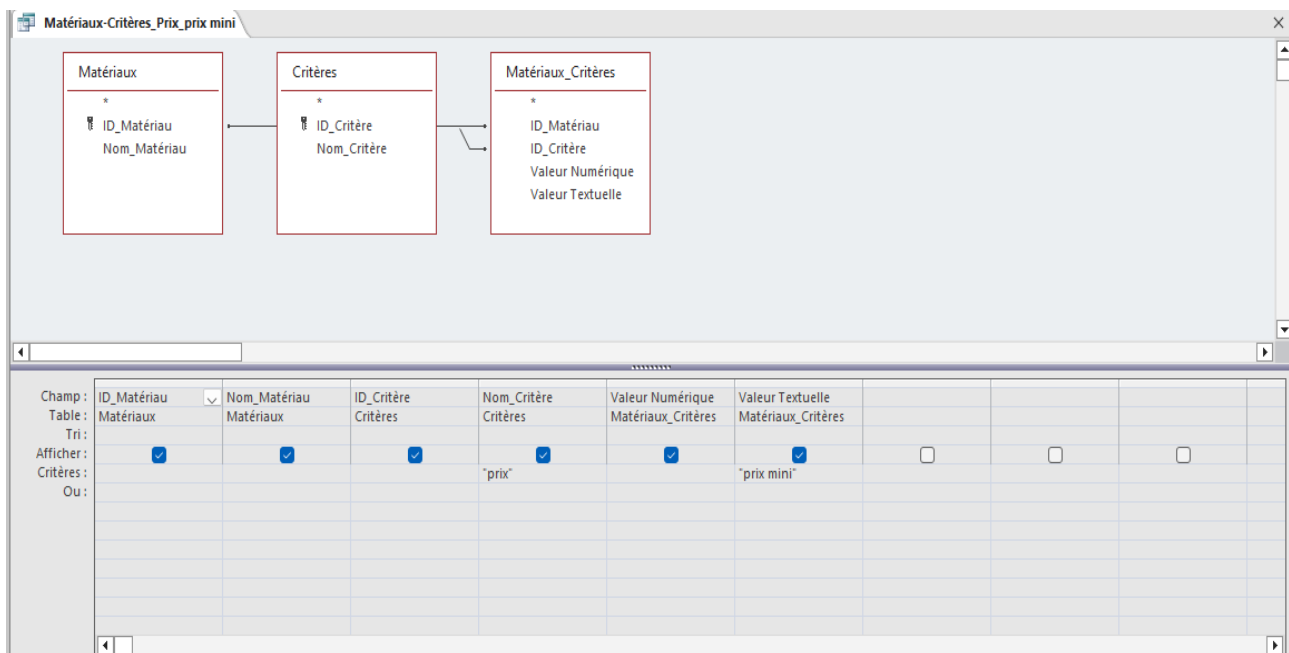 Matériaux-Critères_Prix_prix mini
Matériaux
*
ID_Matériau
Nom_Matériau
Critères
*
ID_Critère
Nom_Critère
Matériaux_Critères
*
ID_Matériau
ID_Critère
Valeur Numérique
Valeur Textuelle
Champ : ID_Matériau Nom_Matériau ID_Critère Nom_Critère Valeur Numérique Valeur Textuelle
Table : Matériaux Matériaux Critères Critères Matériaux_Critères Matériaux_Critères
Tri :
Afficher :
Critères : "prix" "prix mini"
Ou :